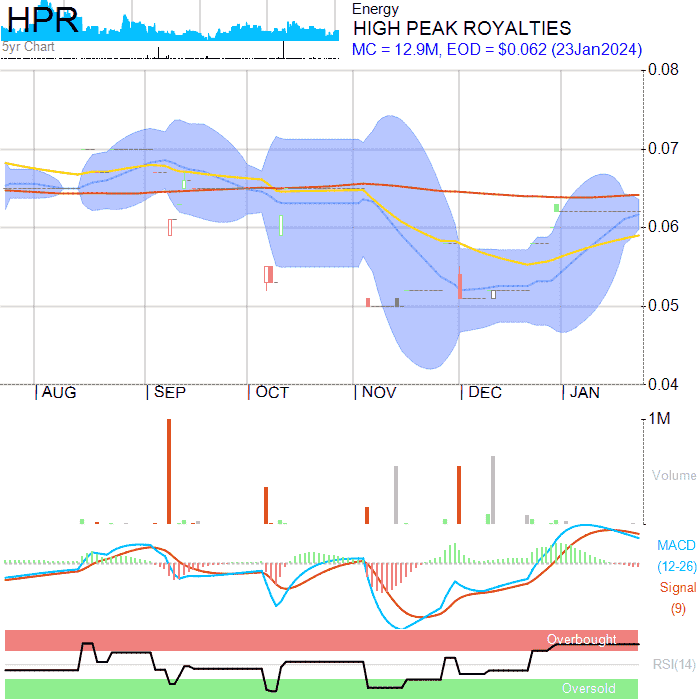 HPR
5yr Chart
Energy
HIGH PEAK ROYALTIES
MC = 12.9M, EOD = $0.062 (23Jan2024)
0.08
0.07
0.06
0.05
0.04
AUG SEP OCT NOV DEC JAN
1M
Volume
MACD
(12-26)
Signal
(9)
Overbought
RSI(14)
Oversold